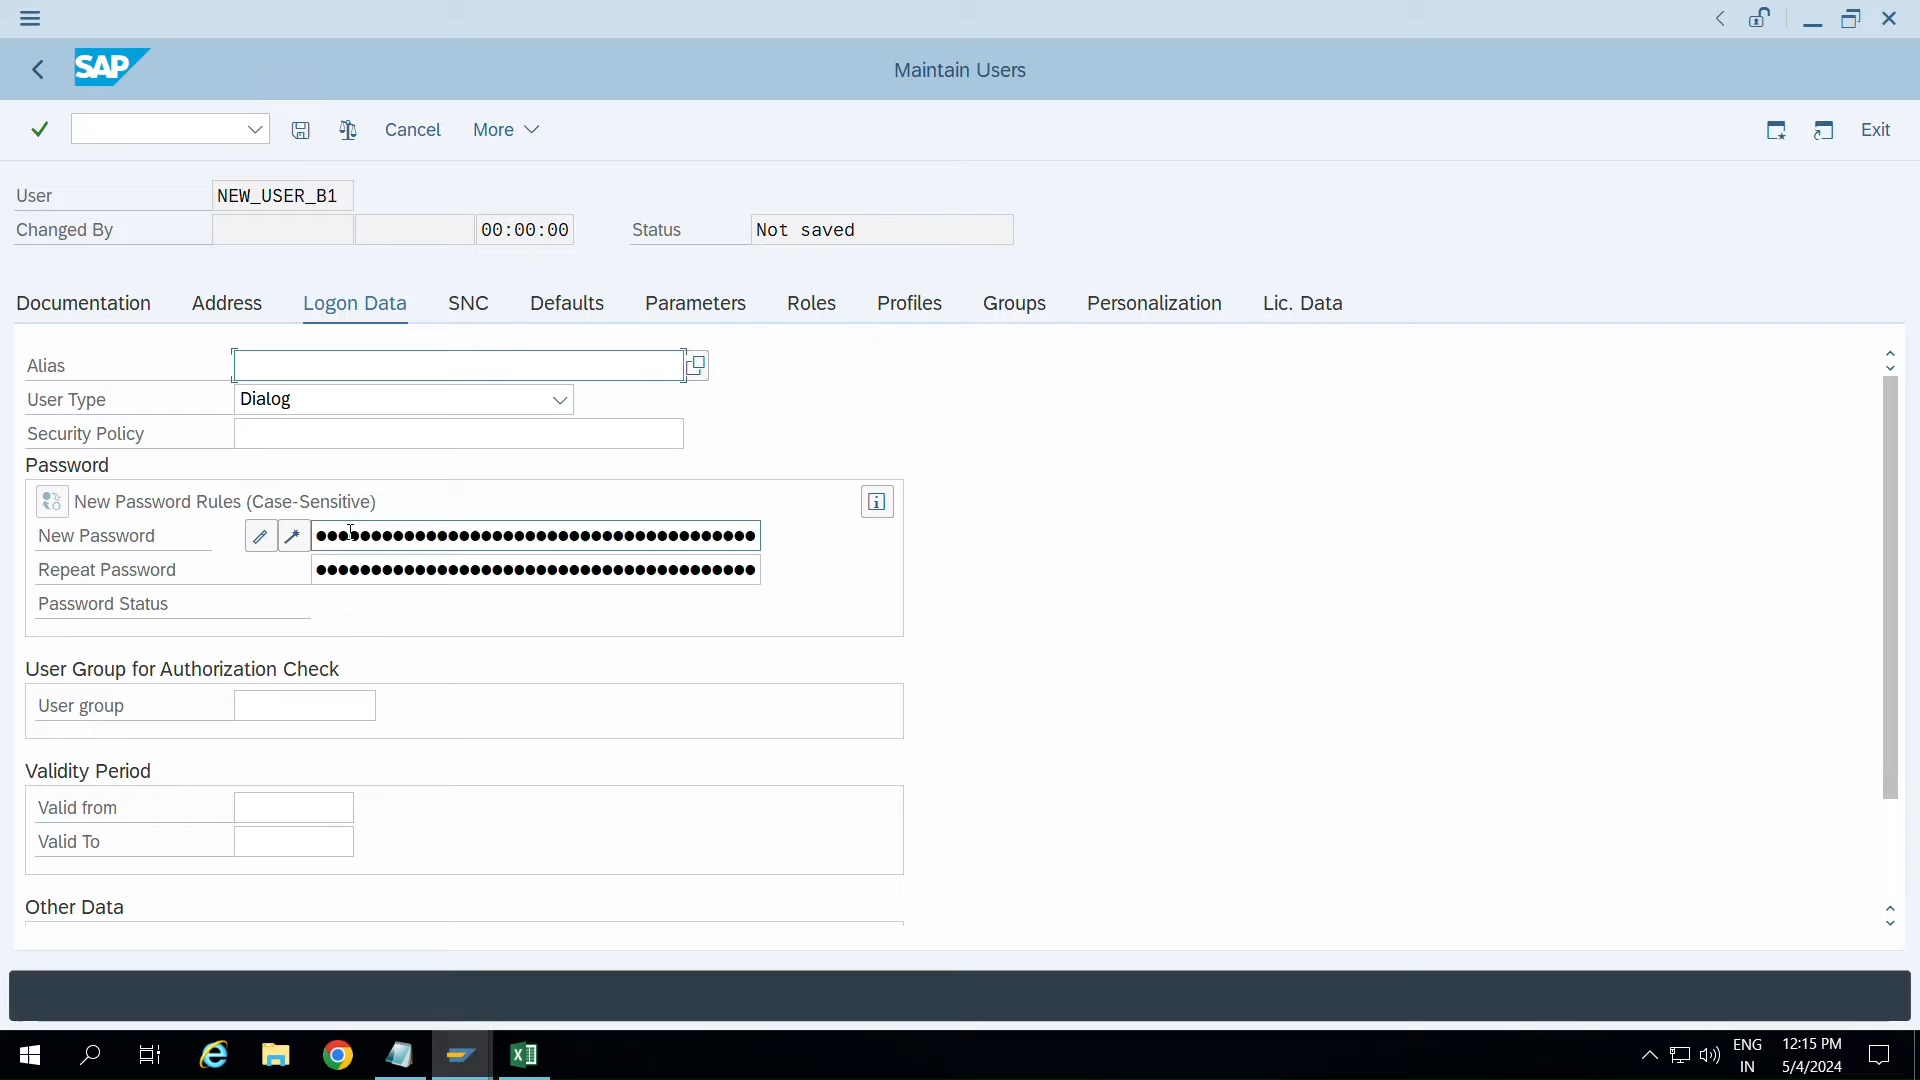 SAP
Maintain Users
Cancel More Exit
User NEW_USER_B1
Changed By 00:00:00 Status Not saved
Documentation Address Logon Data SNC Defaults Parameters Roles Profiles Groups Personalization Lic. Data
Alias
User Type Dialog
Security Policy
Password
New Password Rules (Case-Sensitive)
New Password
Repeat Password
Password Status
User Group for Authorization Check
User group
Validity Period
Valid from
Valid To
Other Data
ENG 12:15 PM
IN 5/4/2024